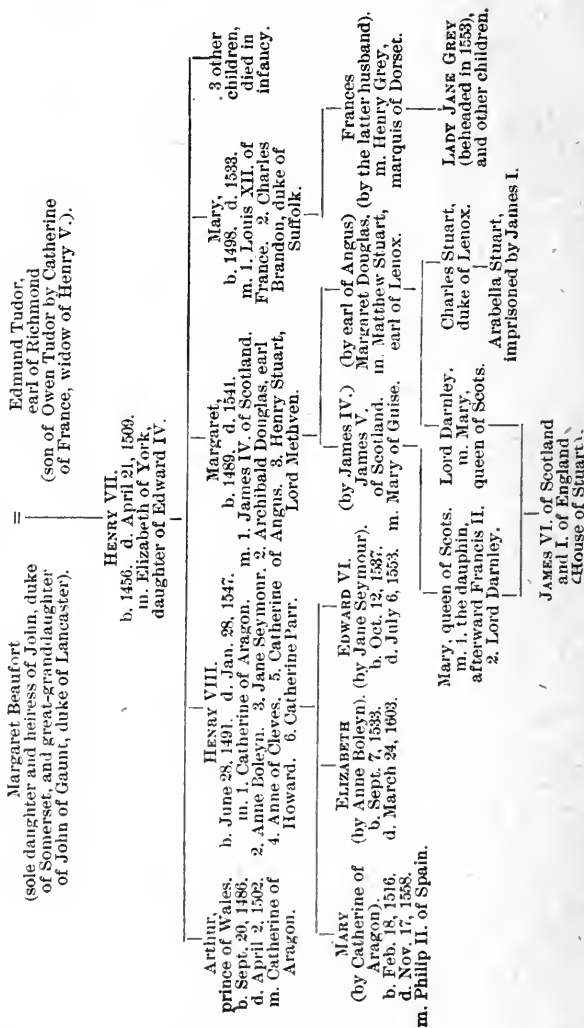 Margaret Beaufort
(sole daughter and heiress of John, duke
of Somerset, and great-granddaughter
of John of Gaunt, duke of Lancaster).
=
Edmund Tudor,
earl of Richmond
(son of Owen Tudor by Catherine
of France, widow of Henry V.).
HENRY VII.
b. 1456. d. April 21, 1509.
m. Elizabeth of York,
daughter of Edward IV.
Arthur,
prince of Wales.
b. Sept. 20, 1486.
d. April 2, 1502.
m. Catherine of
Aragon.
HENRY VIII.
b. June 28, 1491. d. Jan. 28, 1547.
m. 1. Catherine of Aragon.
2. Anne Boleyn. 3. Jane Seymour.
4. Anne of Cleves. 5. Catherine
Howard. 6. Catherine Parr.
Margaret,
b. 1489. d. 1541.
m. 1. James IV. of Scotland.
2. Archibald Douglas, earl
of Angus. 3. Henry Stuart,
Lord Methven.
Mary,
b. 1498. d. 1533.
m. 1. Louis XII. of
France. 2. Charles
Brandon, duke of
Suffolk.
3 other
children,
died in
infancy.
MARY
(by Catherine of
Aragon).
b. Feb. 18, 1516.
d. Nov. 17, 1558.
m. Philip II. of Spain.
ELIZABETH
(by Anne Boleyn).
b. Sept. 7, 1533.
d. March 24, 1603.
EDWARD VI.
(by Jane Seymour).
b. Oct. 12, 1537.
d. July 6, 1553.
(by James IV.)
James V.
of Scotland.
m. Mary of Guise.
(by earl of Angus)
Margaret Douglas,
m. Matthew Stuart,
earl of Lenox.
Frances
(by the latter husband).
m. Henry Grey,
marquis of Dorset.
Mary, queen of Scots.
m. 1. the dauphin,
afterward Francis II.
2. Lord Darnley.
Lord Darnley.
m. Mary,
queen of Scots.
Charles Stuart,
duke of Lenox.
Arabella Stuart,
imprisoned by James I.
LADY JANE GREY
(beheaded in 1553),
and other children.
JAMES VI. of Scotland
and I. of England
(House of Stuart).